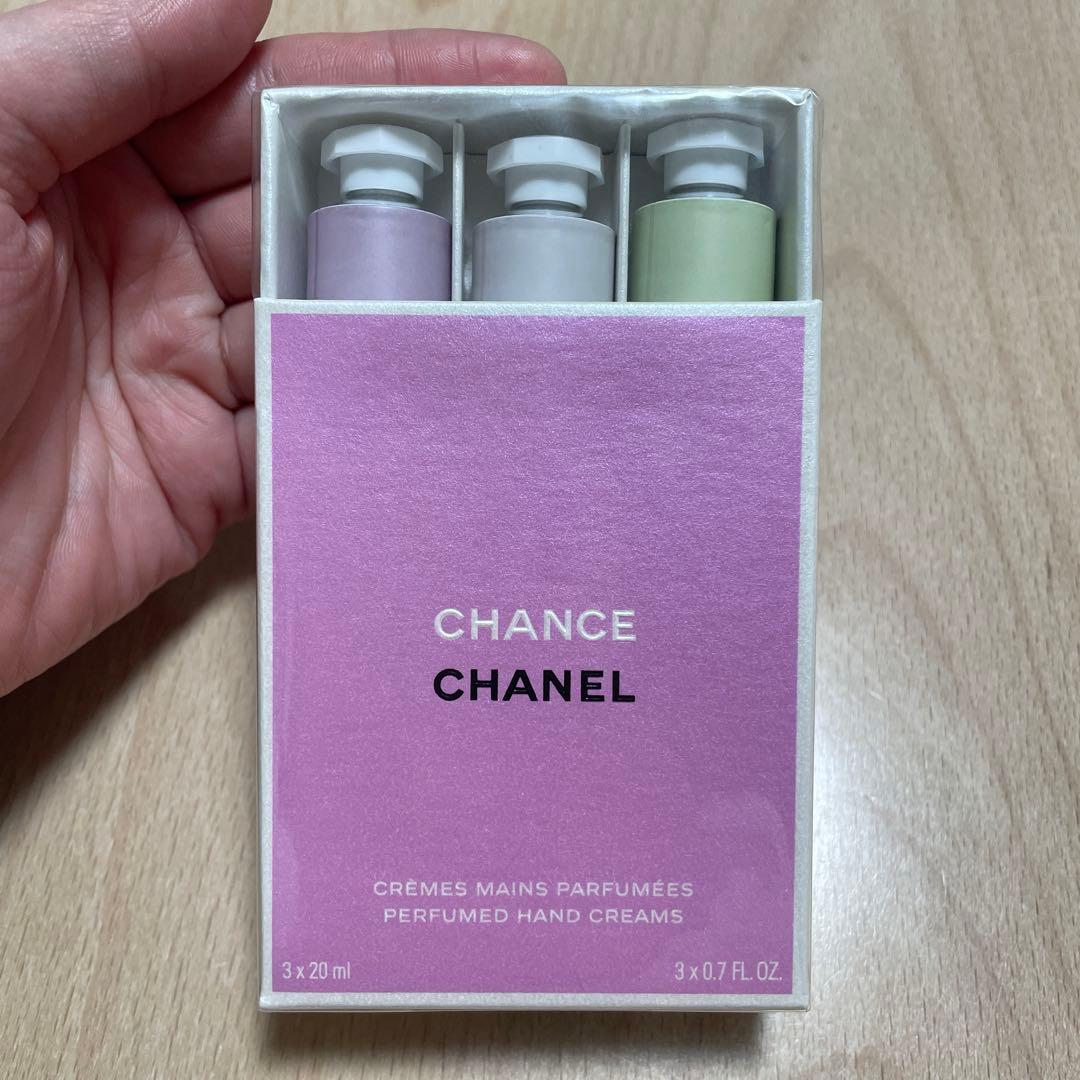 CHANCE
CHANEL
CRÈMES MAINS PARFUMÉES
PERFUMED HAND CREAMS
3 x 20 ml
3 x 0.7 FL. OZ.